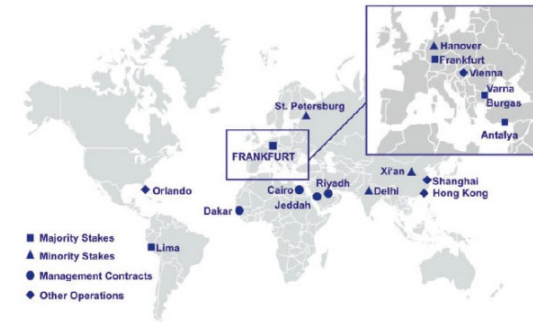 Hanover
Frankfurt
Vienna
Varna
Burgas
Antalya
St. Petersburg
FRANKFURT
Xi'an
Shanghai
Hong Kong
Delhi
Orlando
Cairo
Riyadh
Jeddah
Dakar
Lima
Majority Stakes
Minority Stakes
Management Contracts
Other Operations